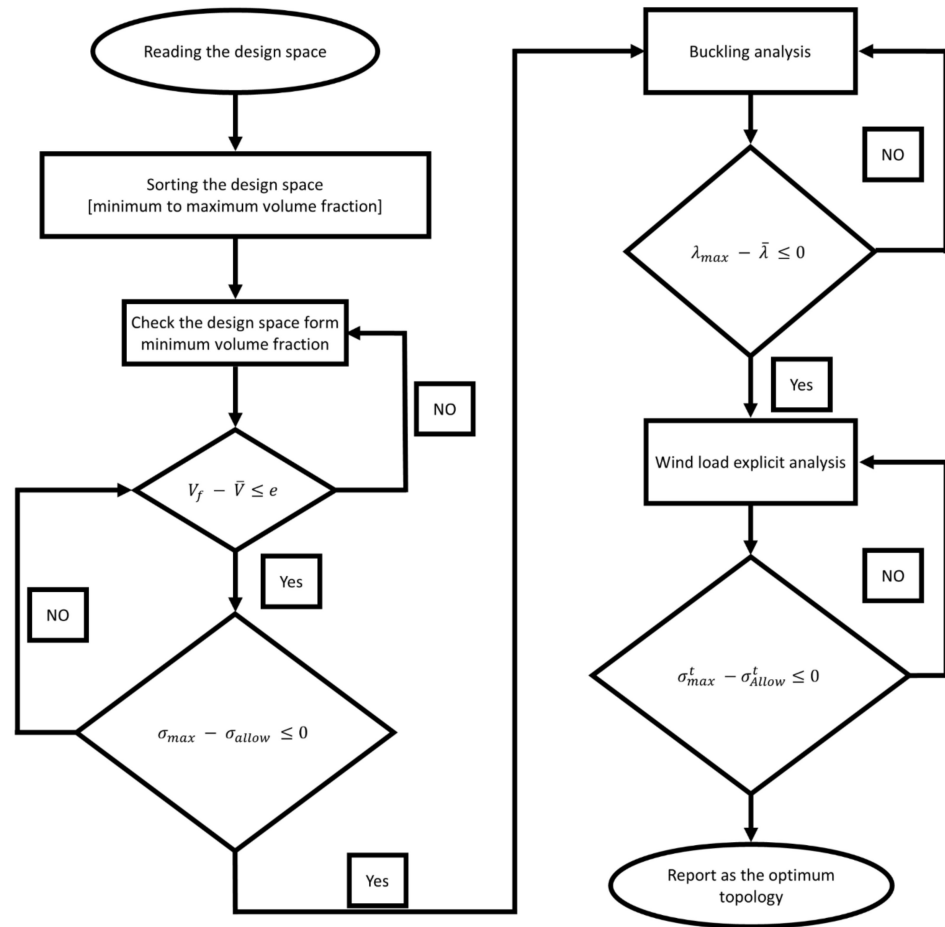 Reading the design space
Sorting the design space
[minimum to maximum volume fraction]
Check the design space form
minimum volume fraction
NO
V_f − V̄ ≤ e
Yes
NO
σ_max − σ_allow ≤ 0
Yes
Buckling analysis
NO
λ_max − λ̄ ≤ 0
Yes
Wind load explicit analysis
NO
σ^t_max − σ^t_Allow ≤ 0
Report as the optimum
topology